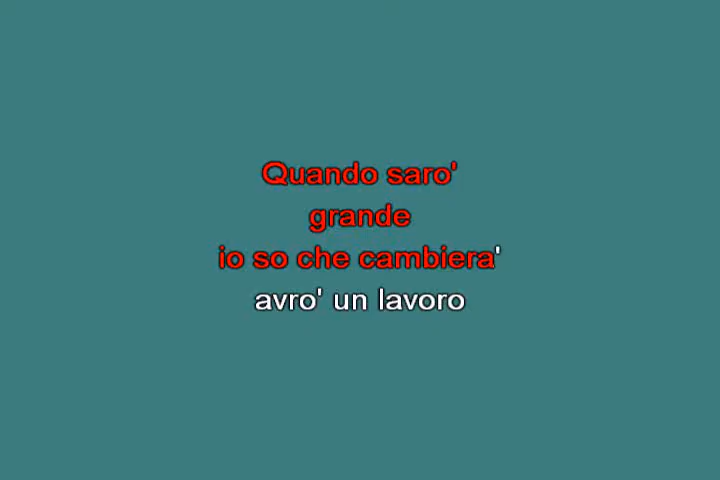 Quando saro'
grande
io so che cambiera'
avro' un lavoro